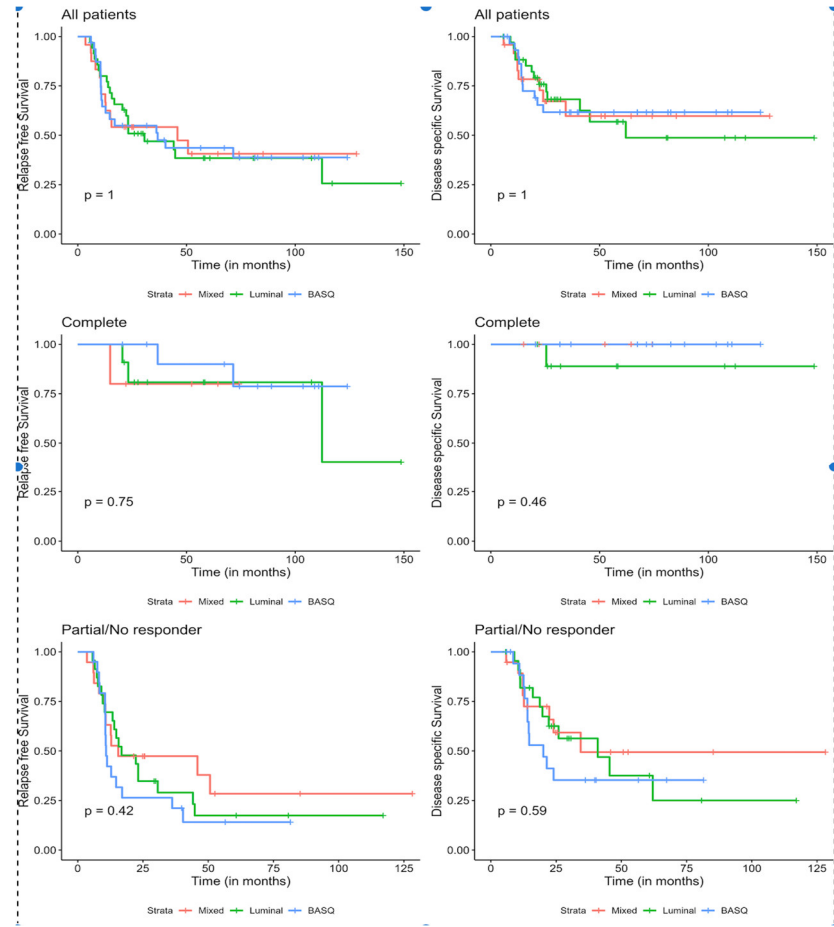 All patients
Relapse free Survival
1.00
0.75
0.50
0.25
0.00
p = 1
0 50 100 150
Time (in months)
Strata Mixed Luminal BASQ
All patients
Disease specific Survival
1.00
0.75
0.50
0.25
0.00
p = 1
0 50 100 150
Time (in months)
Strata Mixed Luminal BASQ
Complete
Relapse free Survival
1.00
0.75
0.50
0.25
0.00
p = 0.75
0 50 100 150
Time (in months)
Strata Mixed Luminal BASQ
Complete
Disease specific Survival
1.00
0.75
0.50
0.25
0.00
p = 0.46
0 50 100 150
Time (in months)
Strata Mixed Luminal BASQ
Partial/No responder
Relapse free Survival
1.00
0.75
0.50
0.25
0.00
p = 0.42
0 25 50 75 100 125
Time (in months)
Strata Mixed Luminal BASQ
Partial/No responder
Disease specific Survival
1.00
0.75
0.50
0.25
0.00
p = 0.59
0 25 50 75 100 125
Time (in months)
Strata Mixed Luminal BASQ